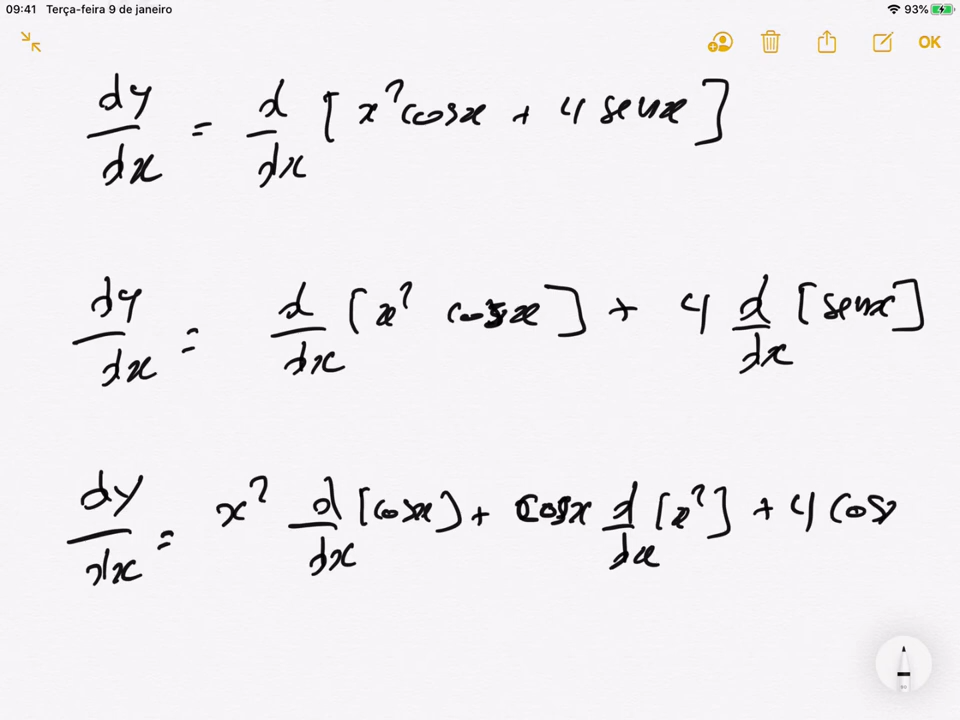 09:41 Terça-feira 9 de janeiro 93%
OK
dy/dx = d/dx [x² cosx + 4 senx]
dy/dx = d/dx [x² cosx] + 4 d/dx [senx]
dy/dx = x² d/dx [cosx] + cosx d/dx [x²] + 4 cos